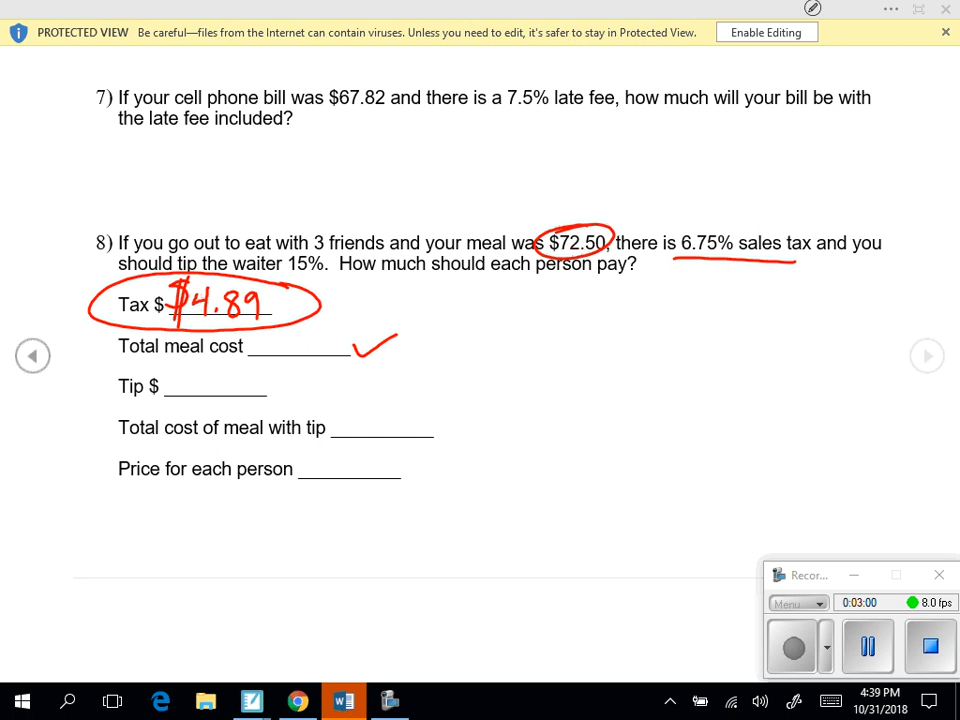 PROTECTED VIEW Be careful—files from the Internet can contain viruses. Unless you need to edit, it's safer to stay in Protected View. Enable Editing
7) If your cell phone bill was $67.82 and there is a 7.5% late fee, how much will your bill be with
the late fee included?
8) If you go out to eat with 3 friends and your meal was $72.50, there is 6.75% sales tax and you
should tip the waiter 15%. How much should each person pay?
Tax $ $4.89
Total meal cost __________
Tip $ __________
Total cost of meal with tip __________
Price for each person __________
Recor...
Menu 0:03:00 8.0 fps
4:39 PM
10/31/2018